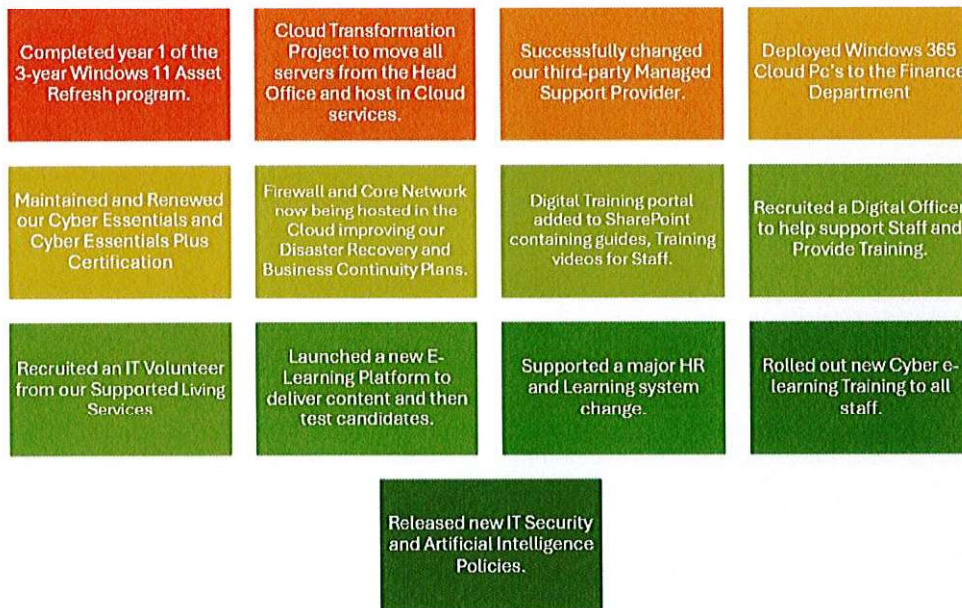 Completed year 1 of the
3-year Windows 11 Asset
Refresh program.
Cloud Transformation
Project to move all
servers from the Head
Office and host in Cloud
services.
Successfully changed
our third-party Managed
Support Provider.
Deployed Windows 365
Cloud Pc's to the Finance
Department
Maintained and Renewed
our Cyber Essentials and
Cyber Essentials Plus
Certification
Firewall and Core Network
now being hosted in the
Cloud improving our
Disaster Recovery and
Business Continuity Plans.
Digital Training portal
added to SharePoint
containing guides, Training
videos for Staff.
Recruited a Digital Officer
to help support Staff and
Provide Training.
Recruited an IT Volunteer
from our Supported Living
Services
Launched a new E-
Learning Platform to
deliver content and then
test candidates.
Supported a major HR
and Learning system
change.
Rolled out new Cyber e-
learning Training to all
staff.
Released new IT Security
and Artificial Intelligence
Policies.